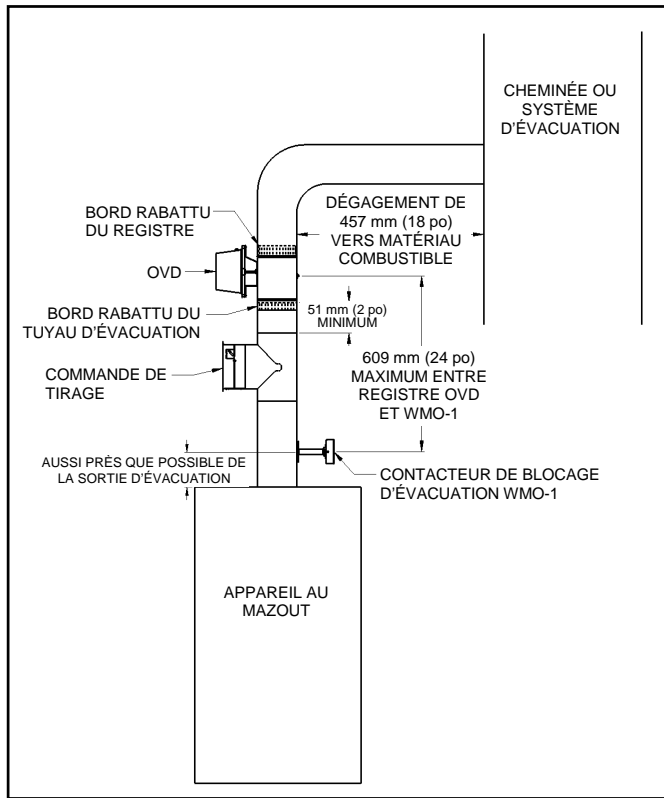 CHEMINÉE OU
SYSTÈME
D'ÉVACUATION
DÉGAGEMENT DE
457 mm (18 po)
VERS MATÉRIAU
COMBUSTIBLE
BORD RABATTU
DU REGISTRE
OVD
BORD RABATTU DU
TUYAU D'ÉVACUATION
51 mm (2 po)
MINIMUM
609 mm (24 po)
MAXIMUM ENTRE
REGISTRE OVD
ET WMO-1
COMMANDE DE
TIRAGE
AUSSI PRÈS QUE POSSIBLE DE
LA SORTIE D'ÉVACUATION
CONTACTEUR DE BLOCAGE
D'ÉVACUATION WMO-1
APPAREIL AU
MAZOUT